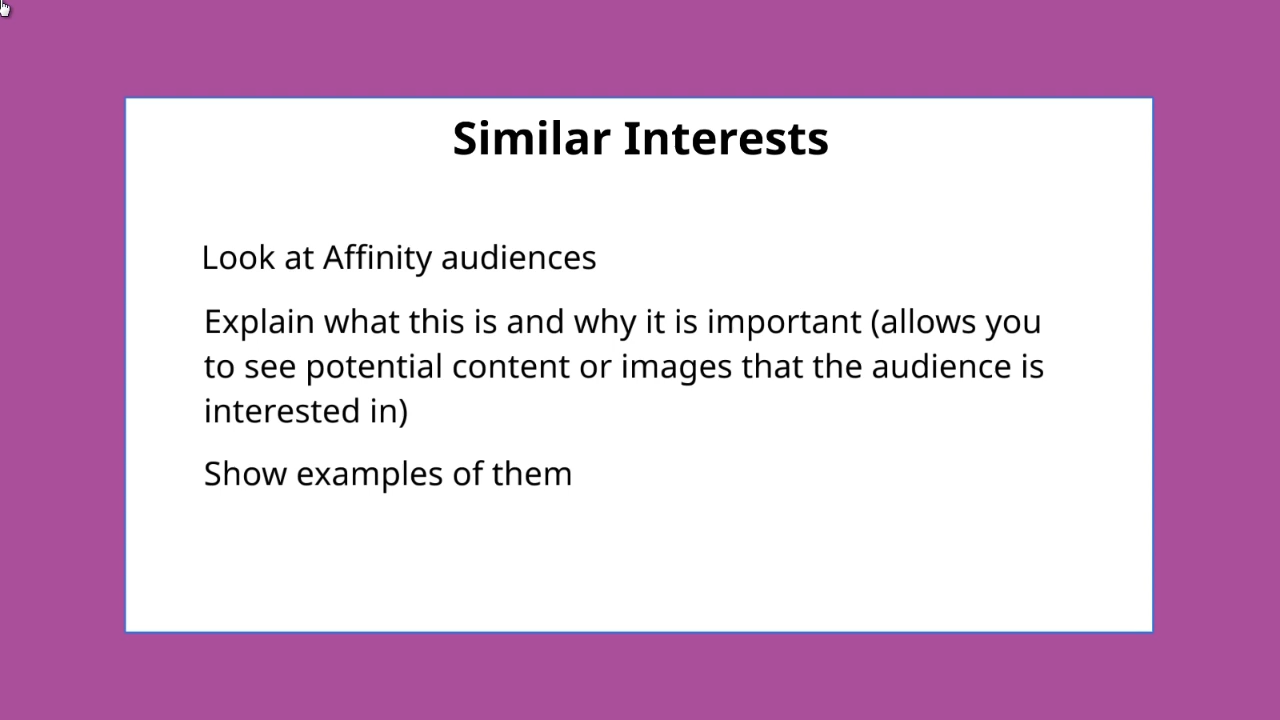 Similar Interests
Look at Affinity audiences
Explain what this is and why it is important (allows you
to see potential content or images that the audience is
interested in)
Show examples of them